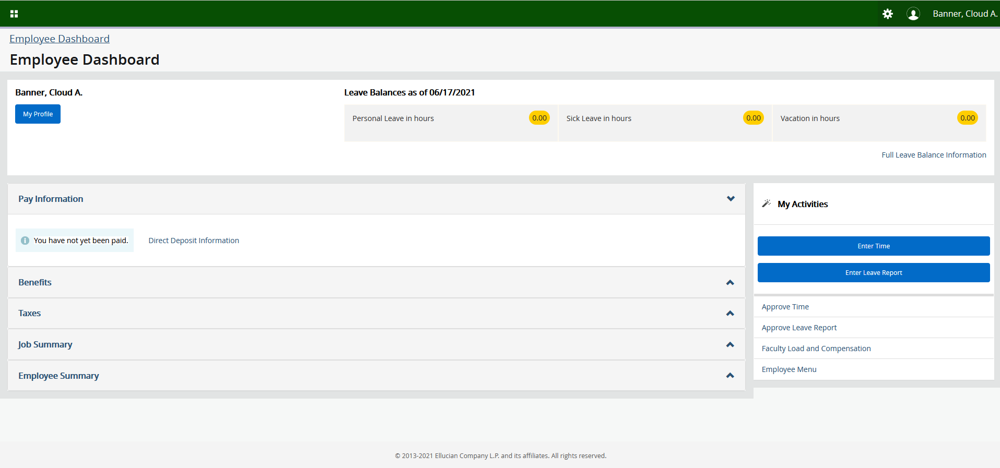 Banner, Cloud A.
Employee Dashboard
Employee Dashboard
Banner, Cloud A.
My Profile
Leave Balances as of 06/17/2021
Personal Leave in hours 0.00
Sick Leave in hours 0.00
Vacation in hours 0.00
Full Leave Balance Information
Pay Information
You have not yet been paid.
Direct Deposit Information
Benefits
Taxes
Job Summary
Employee Summary
My Activities
Enter Time
Enter Leave Report
Approve Time
Approve Leave Report
Faculty Load and Compensation
Employee Menu
© 2013-2021 Ellucian Company L.P. and its affiliates. All rights reserved.